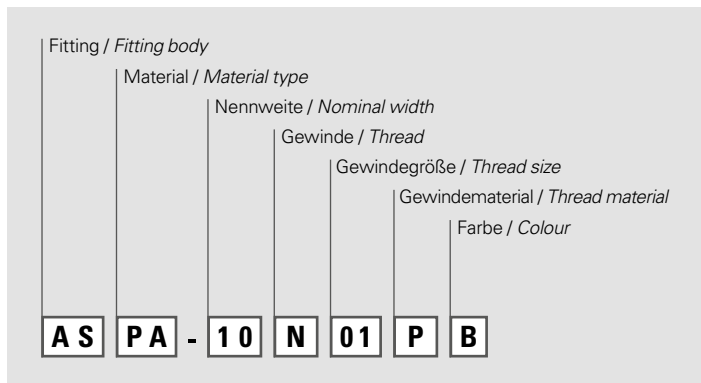 Fitting / Fitting body
Material / Material type
Nennweite / Nominal width
Gewinde / Thread
Gewindegröße / Thread size
Gewindematerial / Thread material
Farbe / Colour
AS PA - 10 N 01 P B